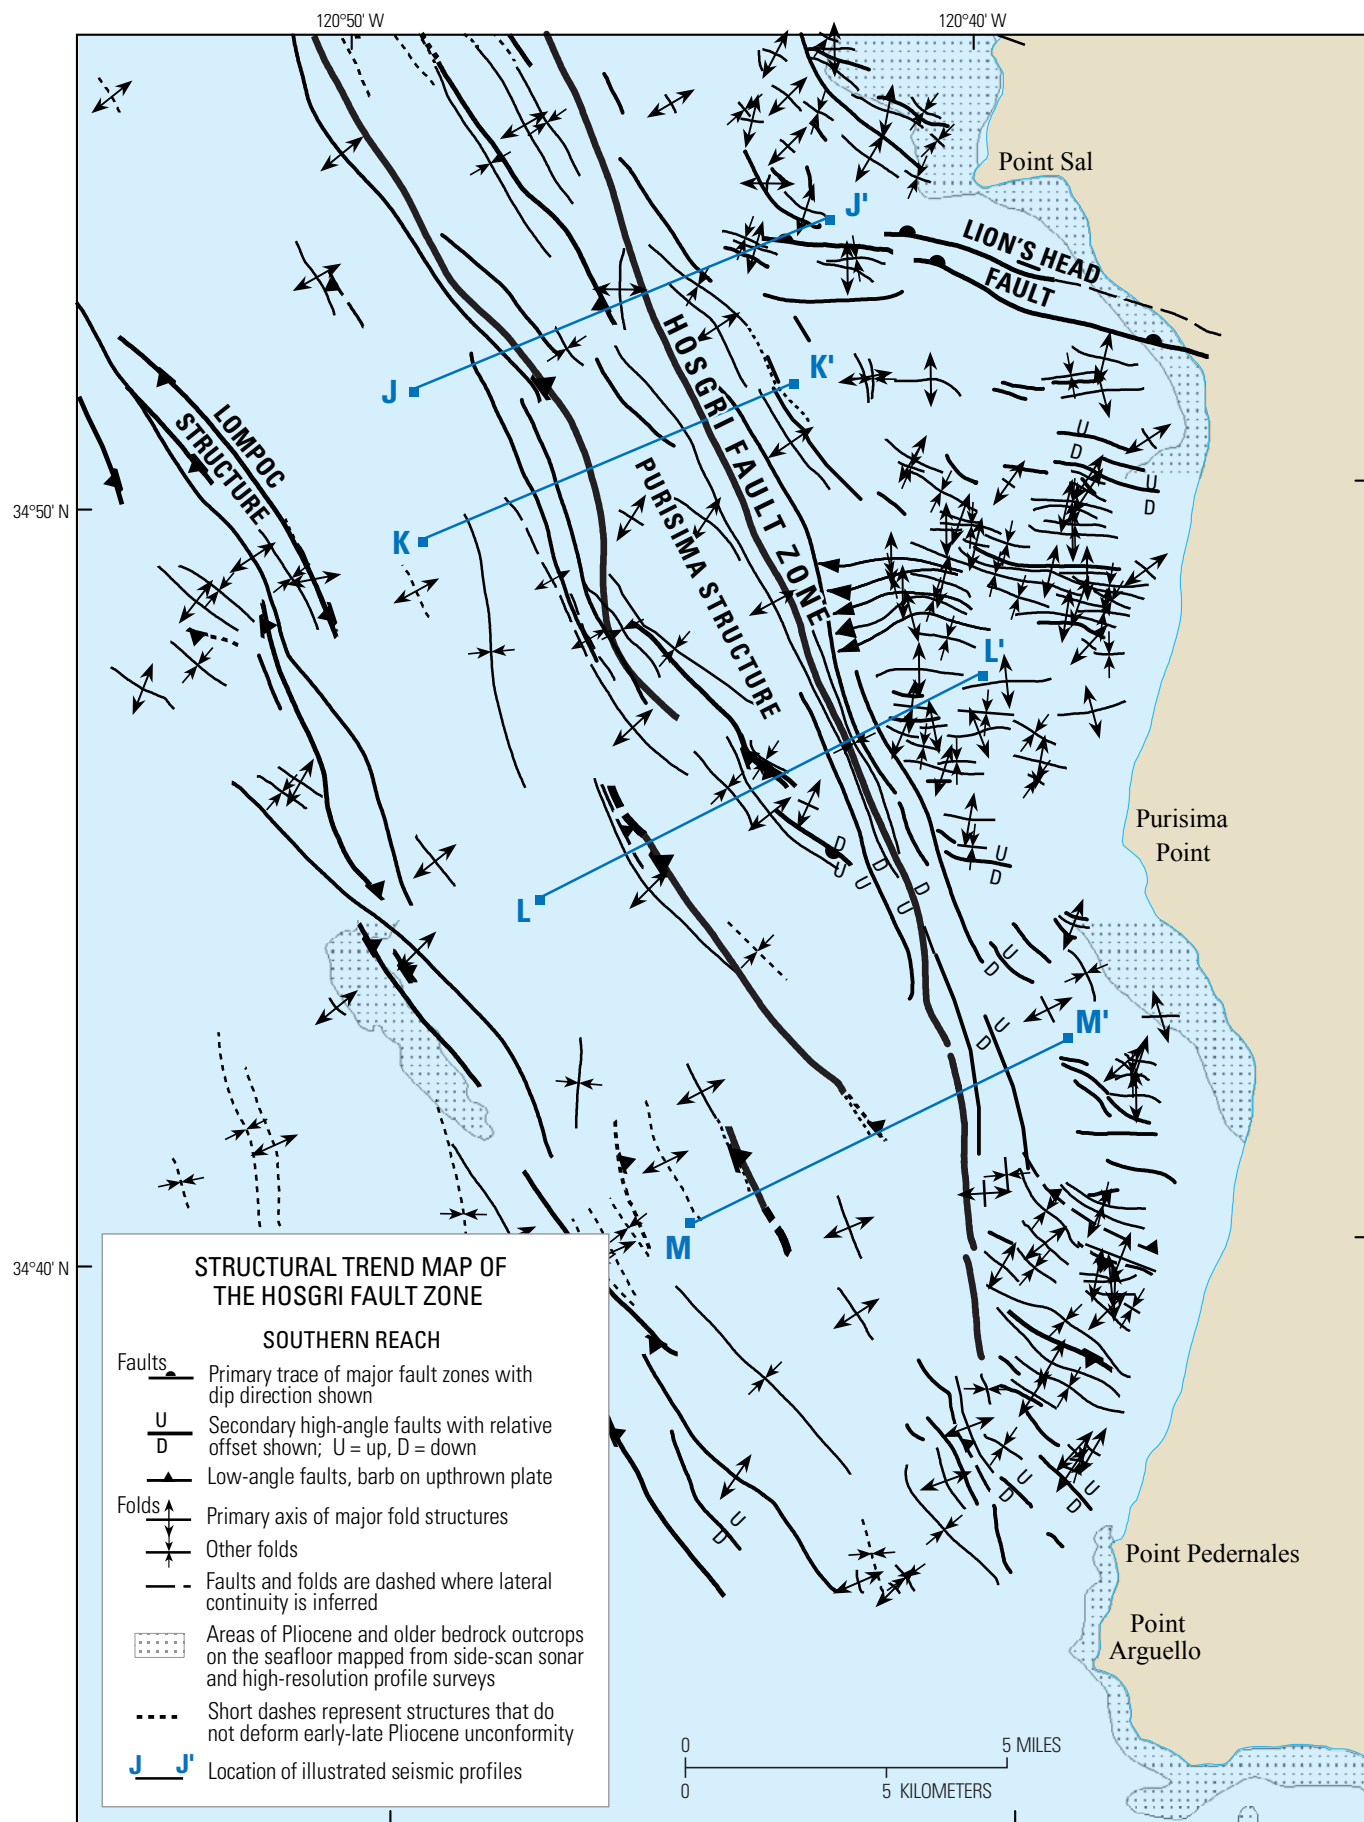 120°50' W
120°40' W
Point Sal
J'
LION'S HEAD
FAULT
HOSGRI FAULT ZONE
J
K'
LOMPOC
STRUCTURE
U
D
PURISIMA STRUCTURE
U
D
34°50' N
K
L'
Purisima
Point
D
U
D
U
D
U
U
D
L
U
D
U
D
M'
M
34°40' N
STRUCTURAL TREND MAP OF
THE HOSGRI FAULT ZONE
SOUTHERN REACH
Faults
Primary trace of major fault zones with
dip direction shown
U
D
Secondary high-angle faults with relative
offset shown; U = up, D = down
Low-angle faults, barb on upthrown plate
Folds
Primary axis of major fold structures
Other folds
Faults and folds are dashed where lateral
continuity is inferred
Areas of Pliocene and older bedrock outcrops
on the seafloor mapped from side-scan sonar
and high-resolution profile surveys
Short dashes represent structures that do
not deform early-late Pliocene unconformity
J J'
Location of illustrated seismic profiles
U
D
U
D
U
D
Point Pedernales
Point
Arguello
0 5 MILES
0 5 KILOMETERS